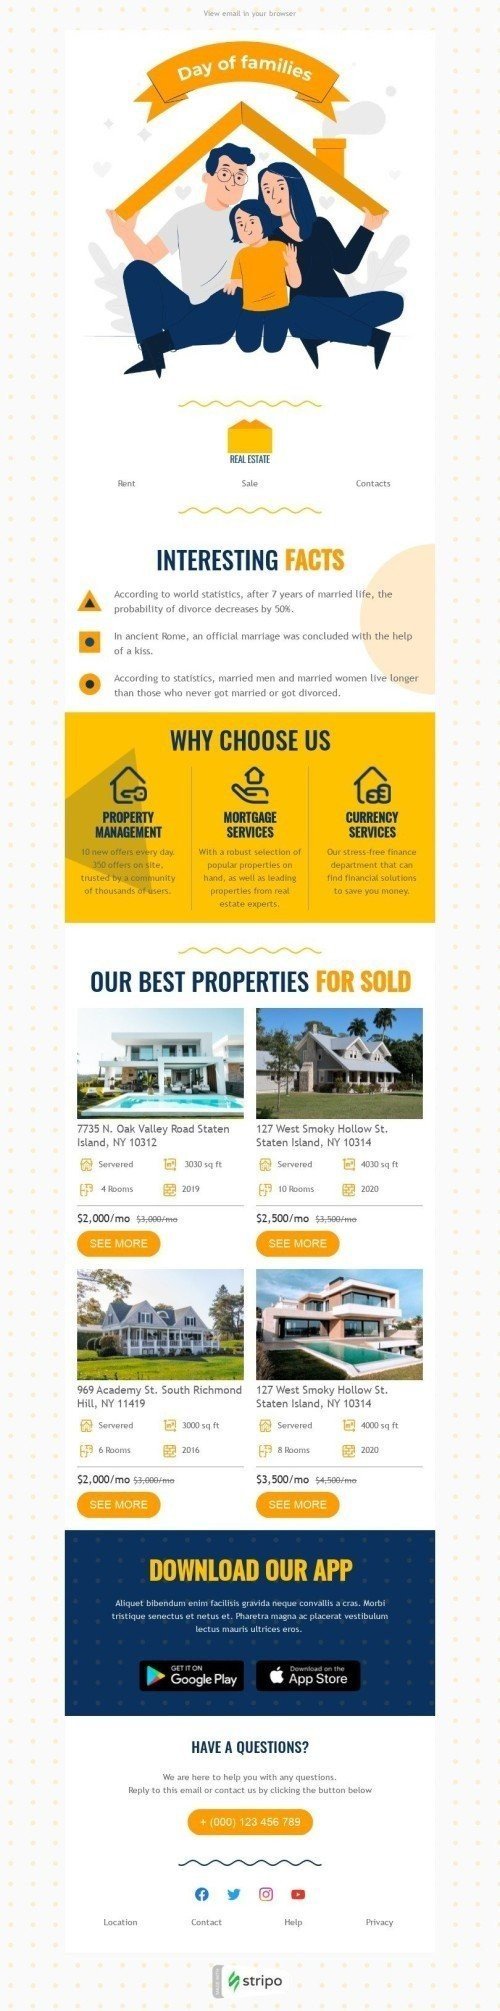 View email in your browser
Day of families
REAL ESTATE
Rent Sale Contacts
INTERESTING FACTS
According to world statistics, after 7 years of married life, the
probability of divorce decreases by 50%.
In ancient Rome, an official marriage was concluded with the help
of a kiss.
According to statistics, married men and married women live longer
than those who never got married or got divorced.
WHY CHOOSE US
PROPERTY
MANAGEMENT
10 new offers every day.
350 offers on site,
trusted by a community
of thousands of users.
MORTGAGE
SERVICES
With a robust selection of
popular properties on
hand, as well as leading
properties from real
estate experts.
CURRENCY
SERVICES
Our stress-free finance
department that can
find financial solutions
to save you money.
OUR BEST PROPERTIES FOR SOLD
7735 N. Oak Valley Road Staten
Island, NY 10312
Servered 3030 sq ft
4 Rooms 2019
$2,000/mo $3,000/mo
SEE MORE
127 West Smoky Hollow St.
Staten Island, NY 10314
Servered 4030 sq ft
10 Rooms 2020
$2,500/mo $3,500/mo
SEE MORE
969 Academy St. South Richmond
Hill, NY 11419
Servered 3000 sq ft
6 Rooms 2016
$2,000/mo $3,000/mo
SEE MORE
127 West Smoky Hollow St.
Staten Island, NY 10314
Servered 4000 sq ft
8 Rooms 2020
$3,500/mo $4,500/mo
SEE MORE
DOWNLOAD OUR APP
Aliquet bibendum enim facilisis gravida neque convallis a cras. Morbi
tristique senectus et netus et. Pharetra magna ac placerat vestibulum
lectus mauris ultrices eros.
GET IT ON
Google Play
Download on the
App Store
HAVE A QUESTIONS?
We are here to help you with any questions.
Reply to this email or contact us by clicking the button below
+ (000) 123 456 789
Location Contact Help Privacy
stripo